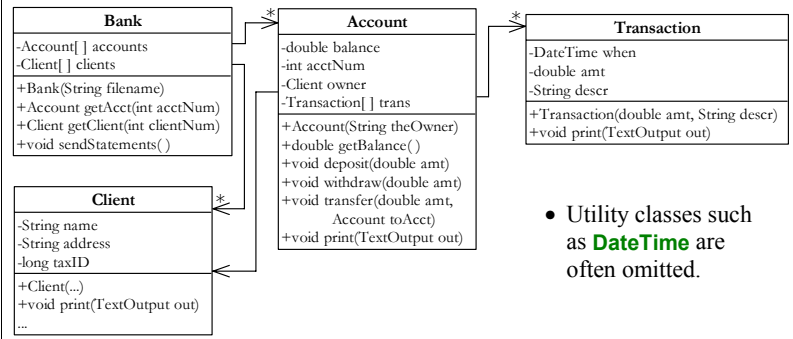 Bank
-Account[ ] accounts
-Client[ ] clients
+Bank(String filename)
+Account getAcct(int acctNum)
+Client getClient(int clientNum)
+void sendStatements( )
*
Account
-double balance
-int acctNum
-Client owner
-Transaction[ ] trans
+Account(String theOwner)
+double getBalance( )
+void deposit(double amt)
+void withdraw(double amt)
+void transfer(double amt,
Account toAcct)
+void print(TextOutput out)
*
Transaction
-DateTime when
-double amt
-String descr
+Transaction(double amt, String descr)
+void print(TextOutput out)
*
Client
-String name
-String address
-long taxID
+Client(...)
+void print(TextOutput out)
...
• Utility classes such
as DateTime are
often omitted.